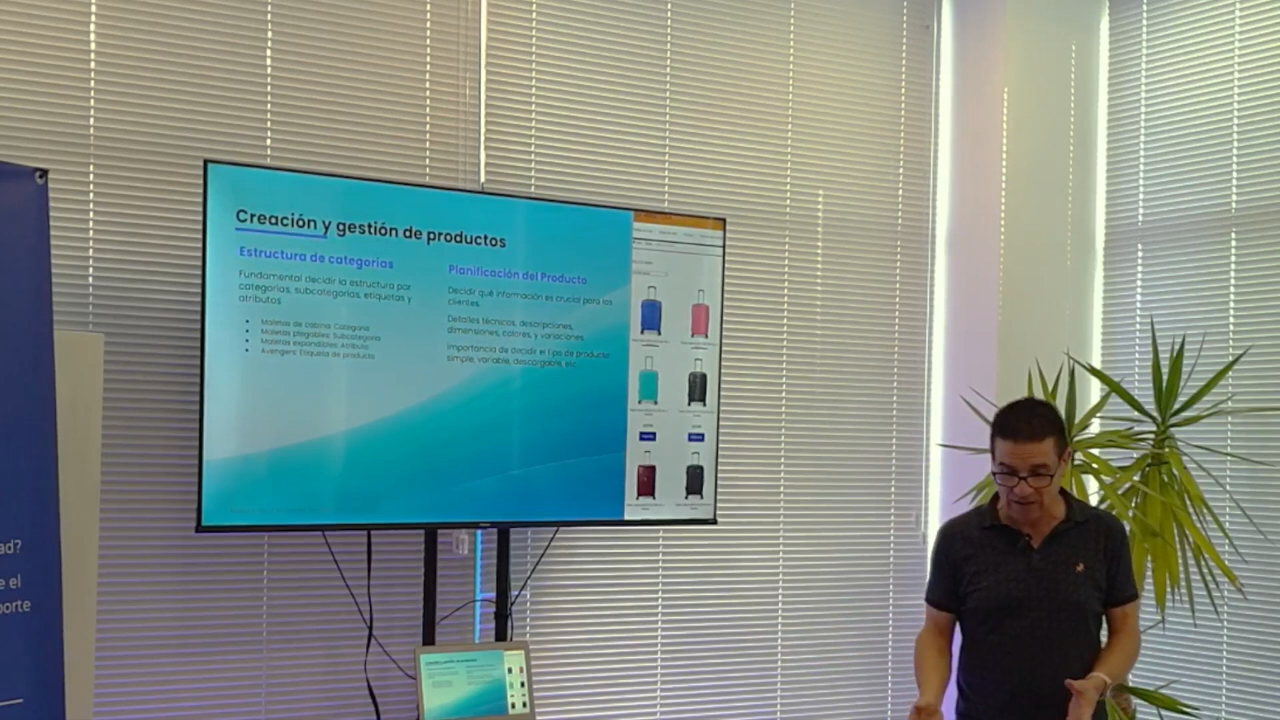 Creación y gestión de productos
Estructura de categorías
Fundamental decidir la estructura por
categorías, subcategorías, etiquetas y
atributos
Maletas de cabina: Categoría
Maletas plegables: Subcategoría
Maletas expandibles: Atributo
Avengers: Etiqueta de producto
Planificación del Producto
Decidir qué información es crucial para los
clientes.
Detalles técnicos, descripciones,
dimensiones, colores, y variaciones.
Importancia de decidir el tipo de producto:
simple, variable, descargable, etc
ad?
e el
porte